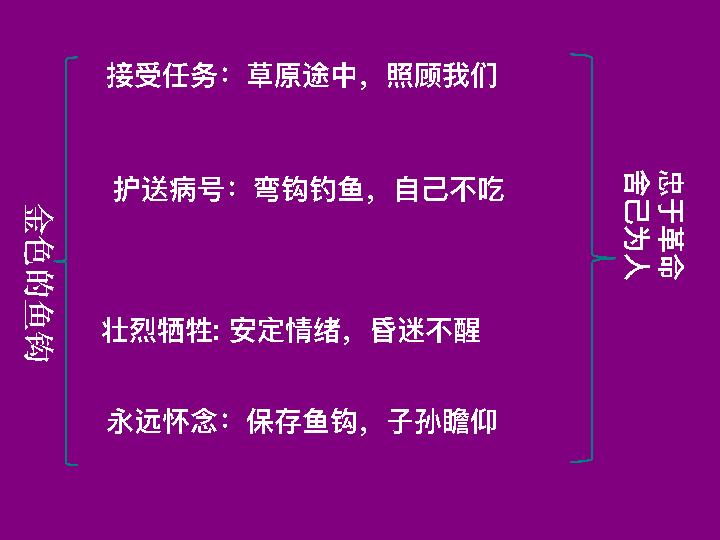 金色的鱼钩
接受任务：草原途中，照顾我们
护送病号：弯钩钓鱼，自己不吃
壮烈牺牲: 安定情绪，昏迷不醒
永远怀念：保存鱼钩，子孙瞻仰
忠于革命
舍己为人